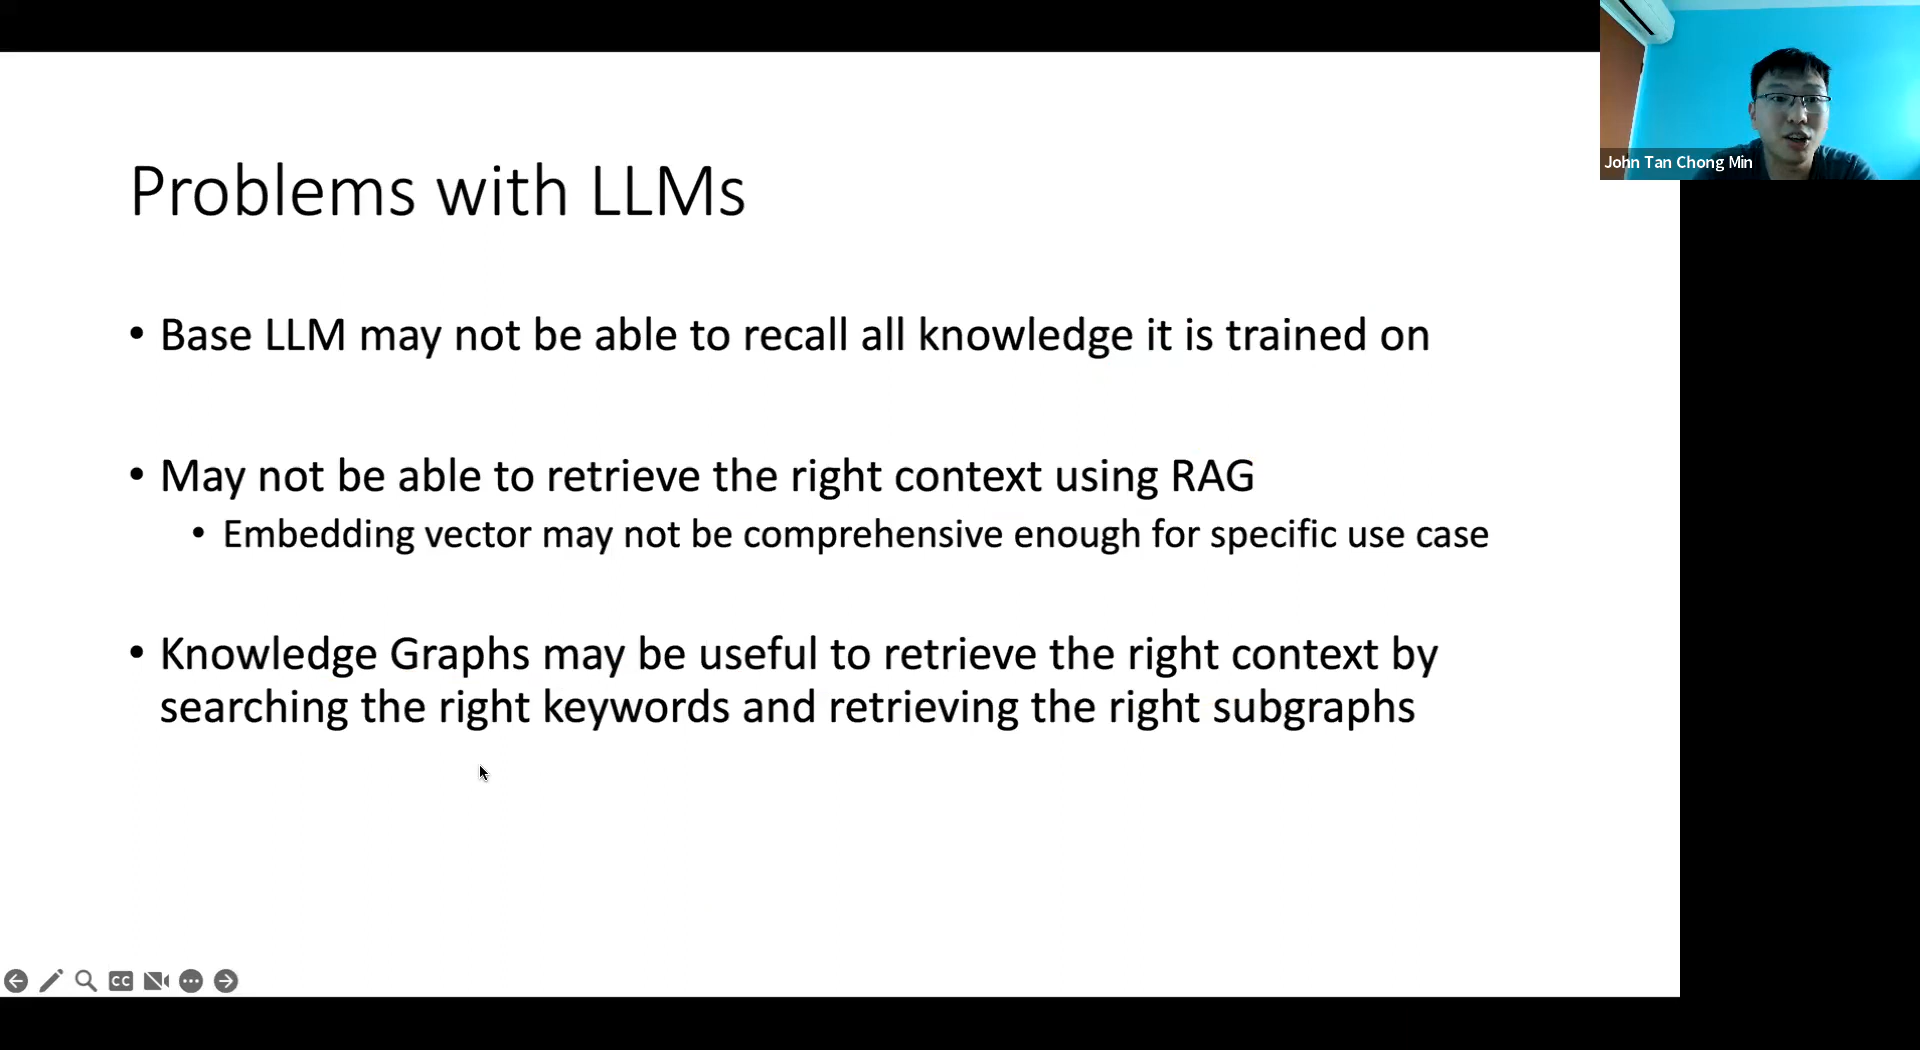 Problems with LLMs
• Base LLM may not be able to recall all knowledge it is trained on
• May not be able to retrieve the right context using RAG
• Embedding vector may not be comprehensive enough for specific use case
• Knowledge Graphs may be useful to retrieve the right context by
searching the right keywords and retrieving the right subgraphs
John Tan Chong Min
CC